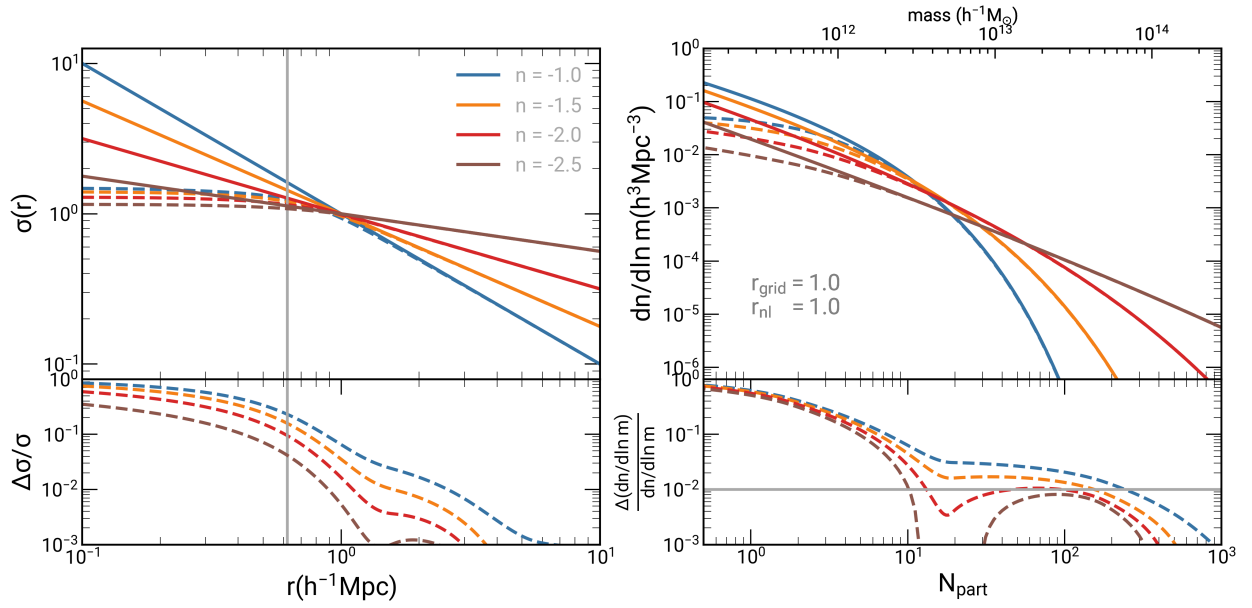 10¹
10⁰
10⁻¹
σ(r)
n = -1.0
n = -1.5
n = -2.0
n = -2.5
10⁰
10⁻¹
10⁻²
10⁻³
Δσ/σ
10⁻¹
10⁰
10¹
r(h⁻¹Mpc)
mass (h⁻¹M☉)
10¹²
10¹³
10¹⁴
10⁰
10⁻¹
10⁻²
10⁻³
10⁻⁴
10⁻⁵
10⁻⁶
dn/dln m(h³Mpc⁻³)
r_grid = 1.0
r_nl = 1.0
10⁰
10⁻¹
10⁻²
10⁻³
Δ(dn/dln m)
dn/dln m
10⁰
10¹
10²
10³
N_part